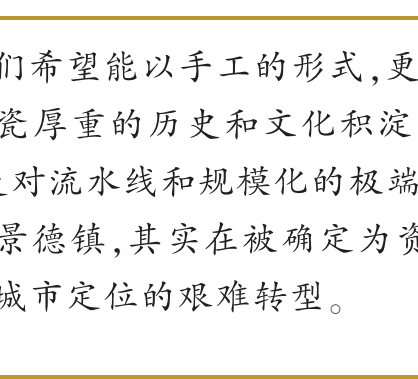 们希望能以手工的形式,更
瓷厚重的历史和文化积淀
对流水线和规模化的极端
景德镇,其实在被确定为资
城市定位的艰难转型。